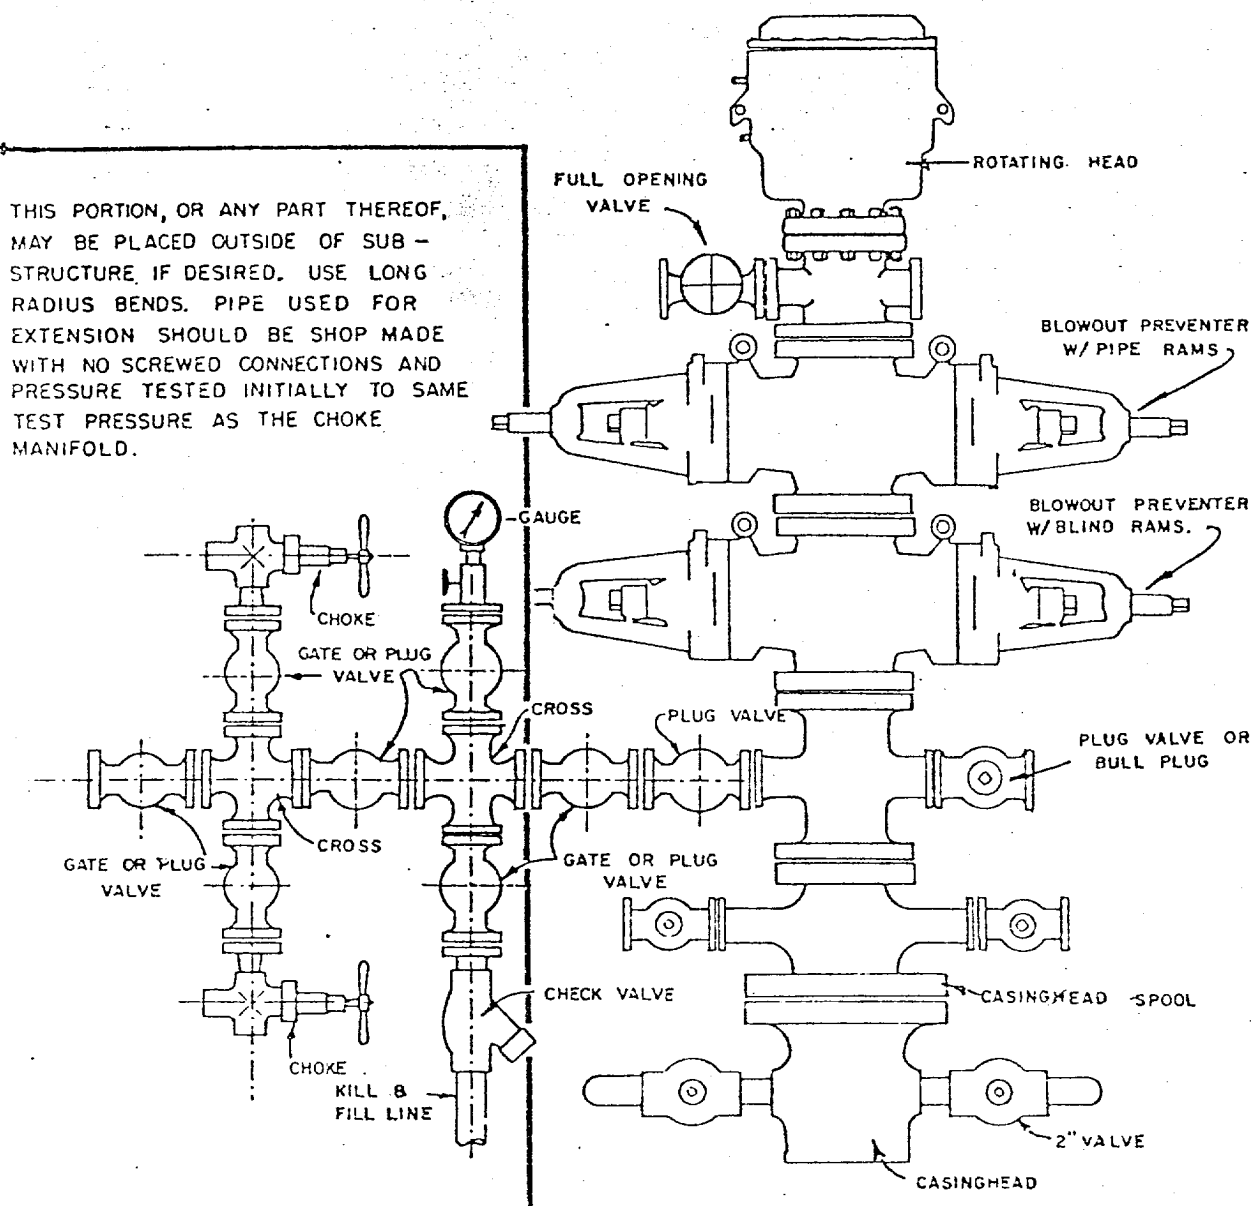 ROTATING HEAD
FULL OPENING
VALVE
THIS PORTION, OR ANY PART THEREOF,
MAY BE PLACED OUTSIDE OF SUB-
STRUCTURE IF DESIRED. USE LONG
RADIUS BENDS. PIPE USED FOR
EXTENSION SHOULD BE SHOP MADE
WITH NO SCREWED CONNECTIONS AND
PRESSURE TESTED INITIALLY TO SAME
TEST PRESSURE AS THE CHOKE
MANIFOLD.
BLOWOUT PREVENTER
W/ PIPE RAMS
BLOWOUT PREVENTER
W/BLIND RAMS.
GAUGE
CHOKE
GATE OR PLUG
VALVE
CROSS
PLUG VALVE
PLUG VALVE OR
BULL PLUG
CROSS
GATE OR PLUG
VALVE
GATE OR PLUG
VALVE
CHECK VALVE
CASINGHEAD SPOOL
CHOKE
KILL &
FILL LINE
2" VALVE
CASINGHEAD